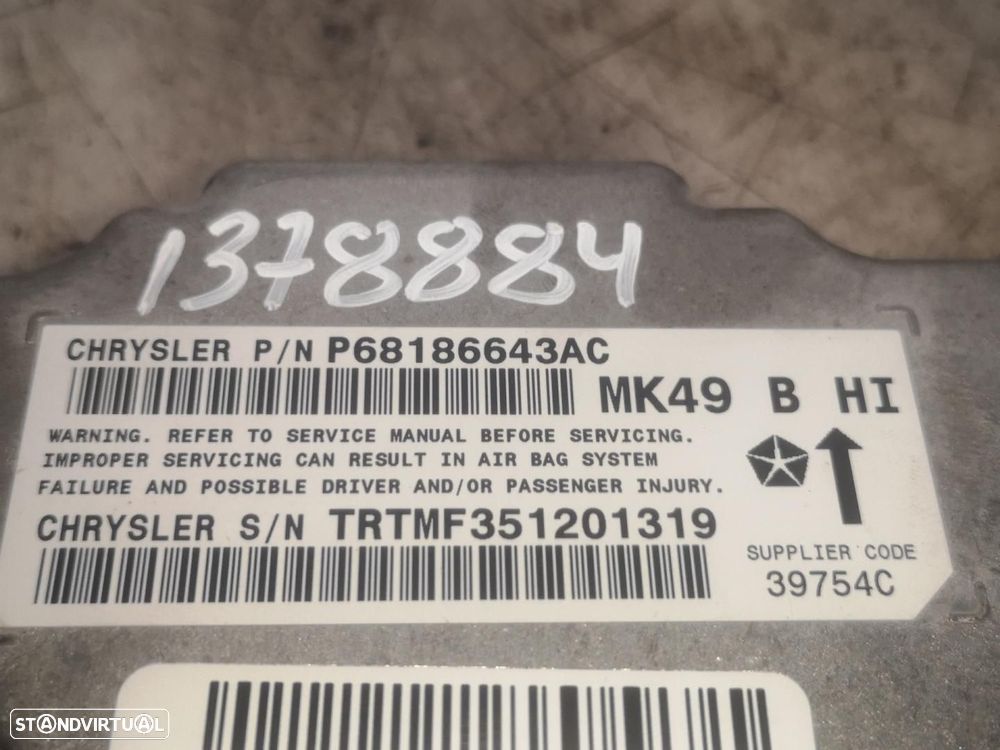 1378884
CHRYSLER P/N P68186643AC
MK49 B HI
WARNING. REFER TO SERVICE MANUAL BEFORE SERVICING.
IMPROPER SERVICING CAN RESULT IN AIR BAG SYSTEM
FAILURE AND POSSIBLE DRIVER AND/OR PASSENGER INJURY.
CHRYSLER S/N TRTMF351201319
SUPPLIER CODE
39754C
STANDVIRTUAL